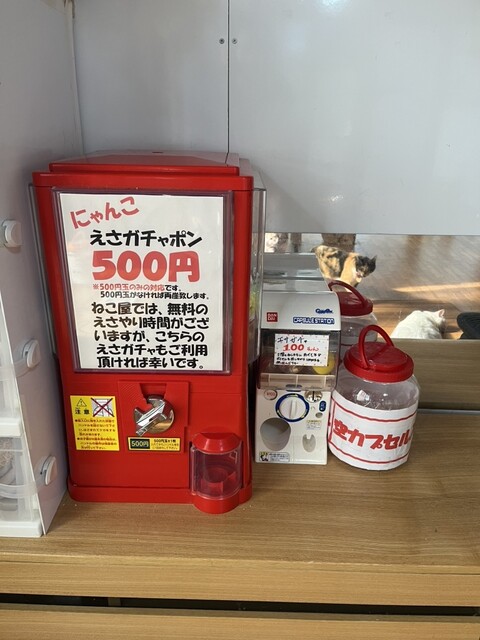 にゃんこ
えさガチャポン
500円
※500円玉のみの対応です。
500円玉がなければ両替致します。
ねこ屋では、無料の
えさやり時間がござ
いますが、こちらの
えさガチャもご利用
頂ければ幸いです。
注意
500円
BANDAI
CAPSULE STATION
100
空カプセル